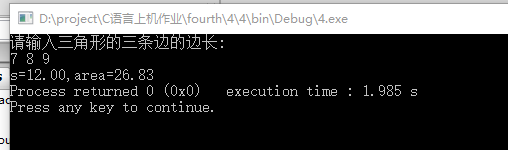 D:\project\C语言上机作业\fourth\4\4\bin\Debug\4.exe
请输入三角形的三条边的边长:
7 8 9
s=12.00,area=26.83
Process returned 0 (0x0)   execution time : 1.985 s
Press any key to continue.